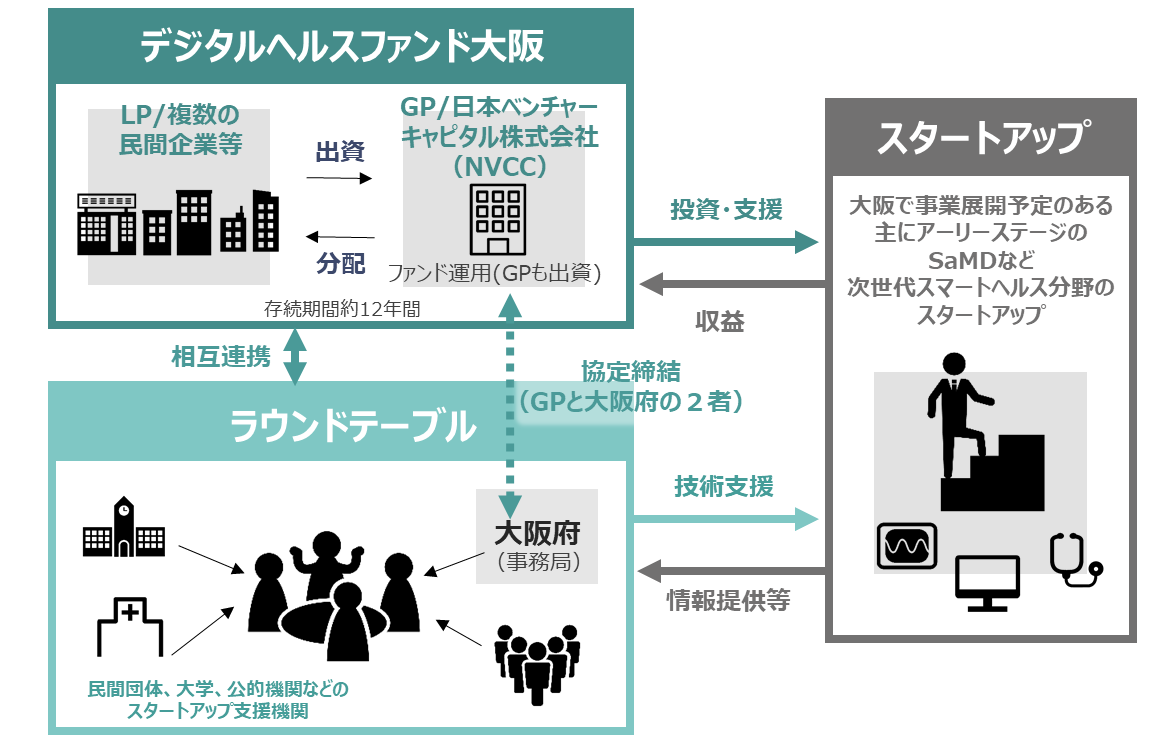 デジタルヘルスファンド大阪
LP/複数の
民間企業等
出資
分配
GP/日本ベンチャー
キャピタル株式会社
（NVCC）
ファンド運用(GPも出資)
存続期間約12年間
投資・支援
収益
スタートアップ
大阪で事業展開予定のある
主にアーリーステージの
SaMDなど
次世代スマートヘルス分野の
スタートアップ
相互連携
協定締結
（GPと大阪府の２者）
ラウンドテーブル
大阪府
（事務局）
民間団体、大学、公的機関などの
スタートアップ支援機関
技術支援
情報提供等